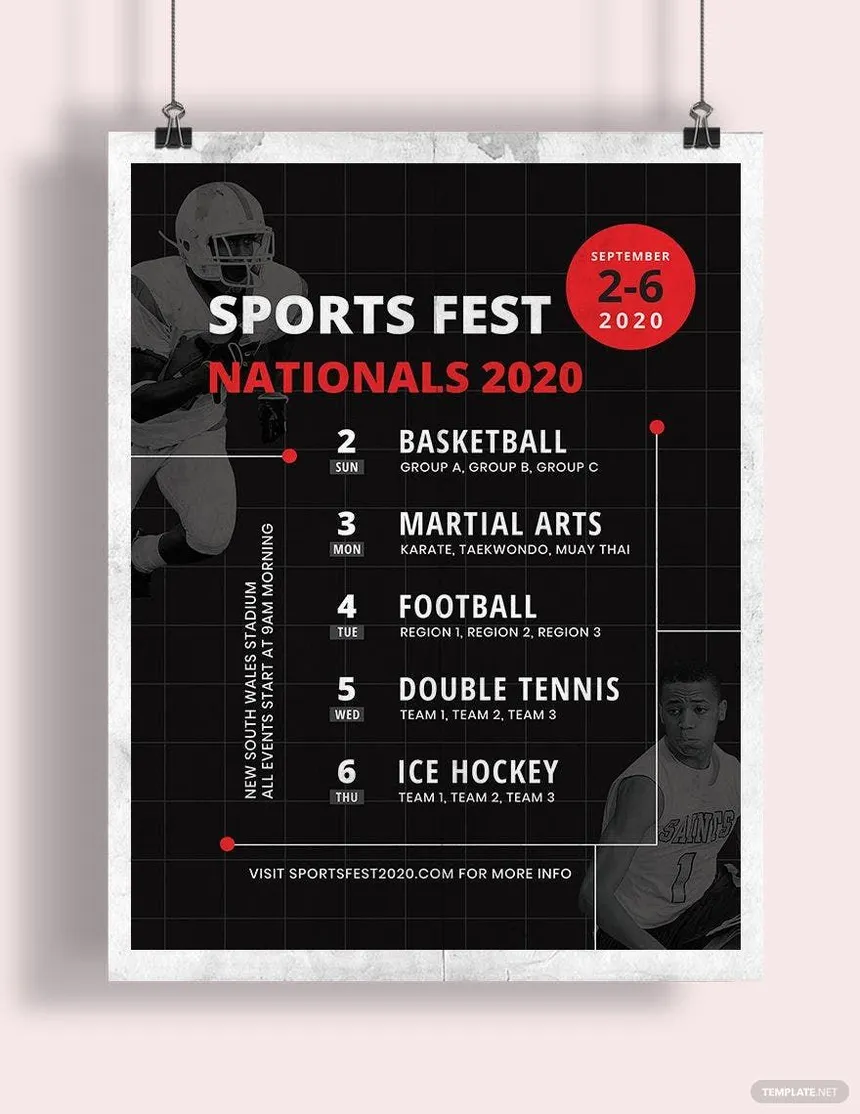 SEPTEMBER
2-6
2020
SPORTS FEST
NATIONALS 2020
2
SUN
BASKETBALL
GROUP A, GROUP B, GROUP C
3
MON
MARTIAL ARTS
KARATE, TAEKWONDO, MUAY THAI
4
TUE
FOOTBALL
REGION 1, REGION 2, REGION 3
5
WED
DOUBLE TENNIS
TEAM 1, TEAM 2, TEAM 3
6
THU
ICE HOCKEY
TEAM 1, TEAM 2, TEAM 3
NEW SOUTH WALES STADIUM
ALL EVENTS START AT 9AM MORNING
SAINTS
1
VISIT SPORTSFEST2020.COM FOR MORE INFO
TEMPLATE.NET